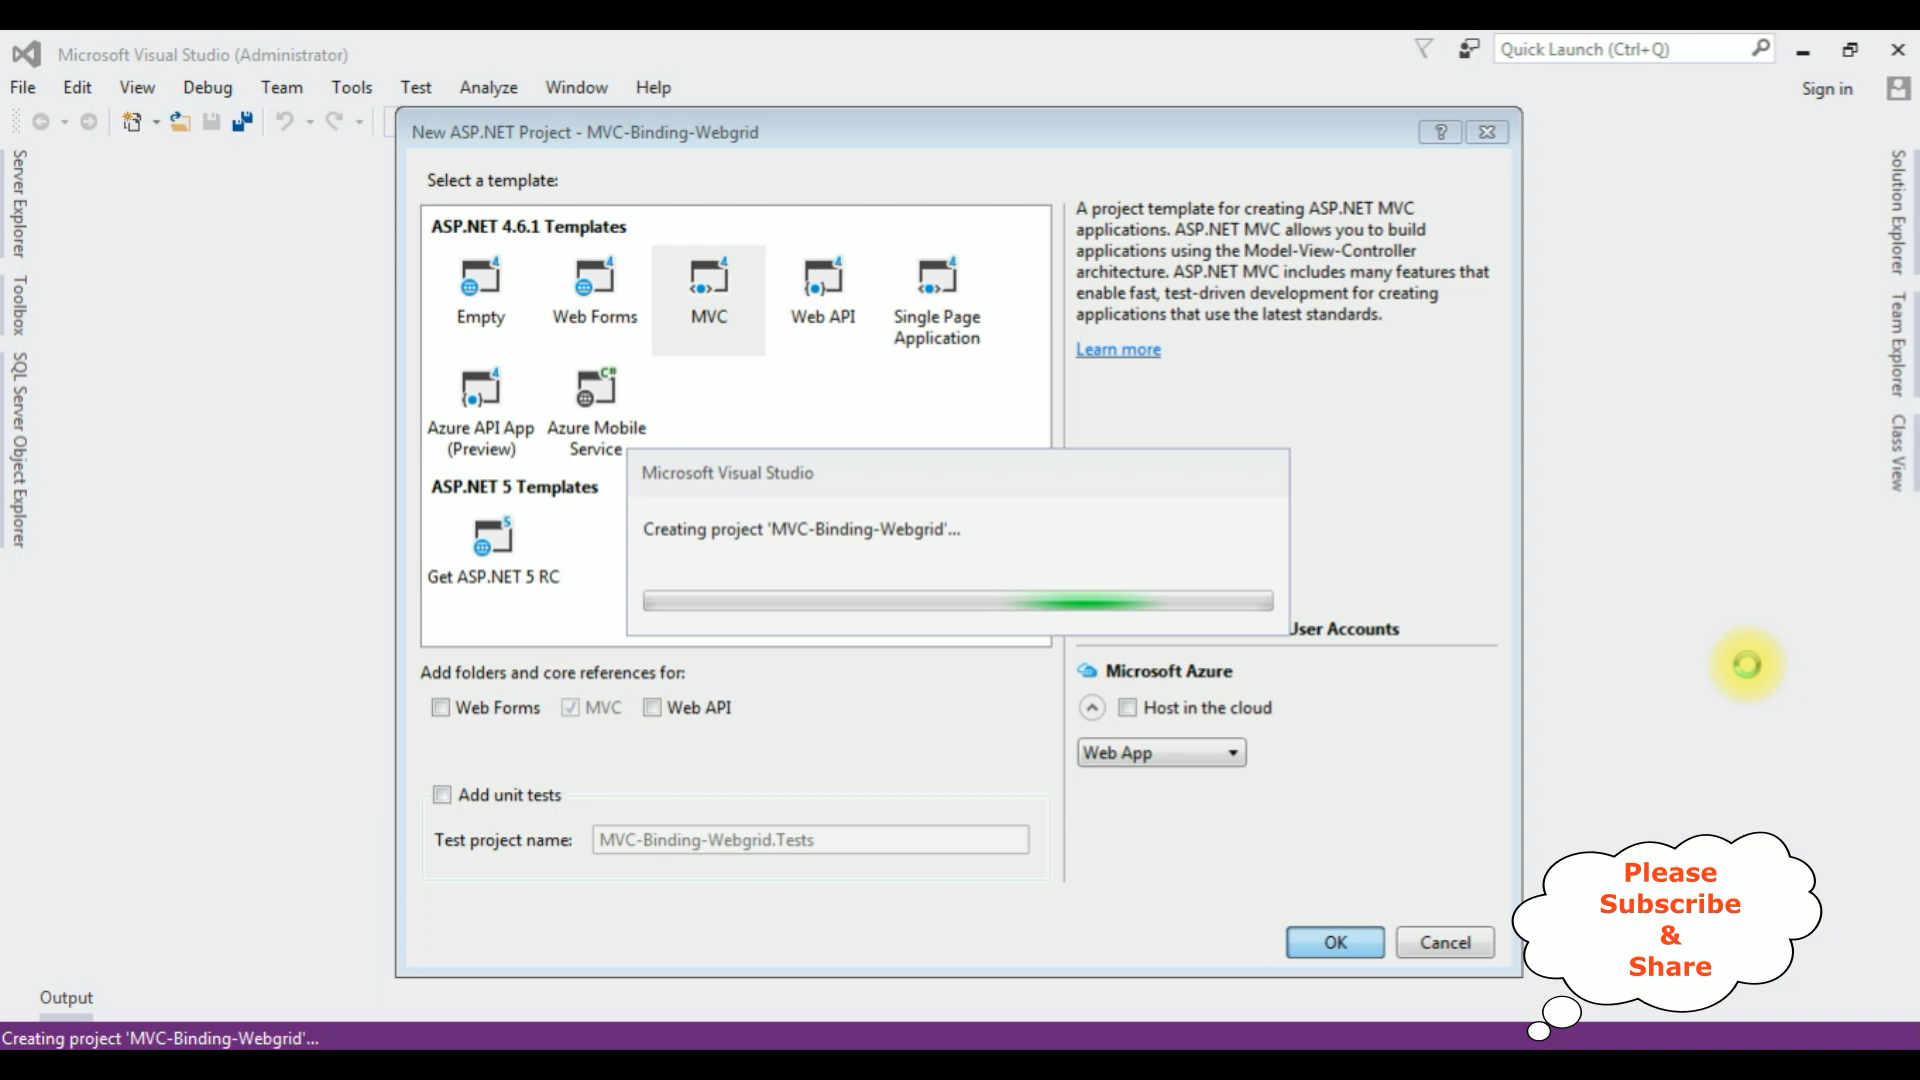 Microsoft Visual Studio (Administrator)
Quick Launch (Ctrl+Q)
File Edit View Debug Team Tools Test Analyze Window Help
Sign in
Server Explorer
Toolbox
SQL Server Object Explorer
New ASP.NET Project - MVC-Binding-Webgrid
?
Select a template:
ASP.NET 4.6.1 Templates
Empty
Web Forms
MVC
Web API
Single Page
Application
Azure API App
(Preview)
Azure Mobile
Service
ASP.NET 5 Templates
Get ASP.NET 5 RC
A project template for creating ASP.NET MVC
applications. ASP.NET MVC allows you to build
applications using the Model-View-Controller
architecture. ASP.NET MVC includes many features that
enable fast, test-driven development for creating
applications that use the latest standards.
Learn more
Microsoft Visual Studio
Creating project 'MVC-Binding-Webgrid'...
User Accounts
Add folders and core references for:
Web Forms MVC Web API
Microsoft Azure
Host in the cloud
Web App
Add unit tests
Test project name: MVC-Binding-Webgrid.Tests
OK Cancel
Solution Explorer
Team Explorer
Class View
Please
Subscribe
&
Share
Output
Creating project 'MVC-Binding-Webgrid'...